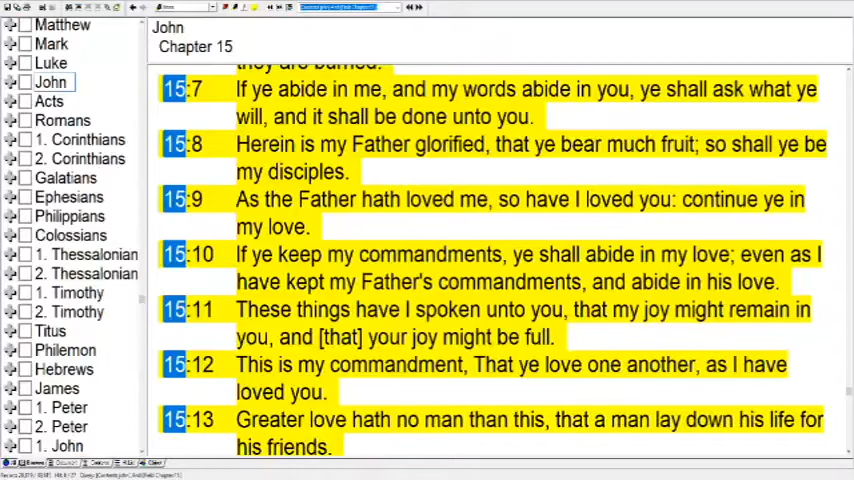 Matthew
Mark
Luke
John
Acts
Romans
1. Corinthians
2. Corinthians
Galatians
Ephesians
Philippians
Colossians
1. Thessalonian
2. Thessalonian
1. Timothy
2. Timothy
Titus
Philemon
Hebrews
James
1. Peter
2. Peter
1. John
John
Chapter 15
they are burned.
15:7 If ye abide in me, and my words abide in you, ye shall ask what ye
will, and it shall be done unto you.
15:8 Herein is my Father glorified, that ye bear much fruit; so shall ye be
my disciples.
15:9 As the Father hath loved me, so have I loved you: continue ye in
my love.
15:10 If ye keep my commandments, ye shall abide in my love; even as I
have kept my Father's commandments, and abide in his love.
15:11 These things have I spoken unto you, that my joy might remain in
you, and [that] your joy might be full.
15:12 This is my commandment, That ye love one another, as I have
loved you.
15:13 Greater love hath no man than this, that a man lay down his life for
his friends.